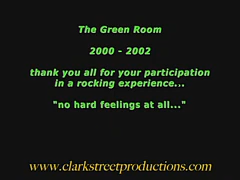 The Green Room
2000 - 2002
thank you all for your participation
in a rocking experience...
"no hard feelings at all..."
www.clarkstreetproductions.com